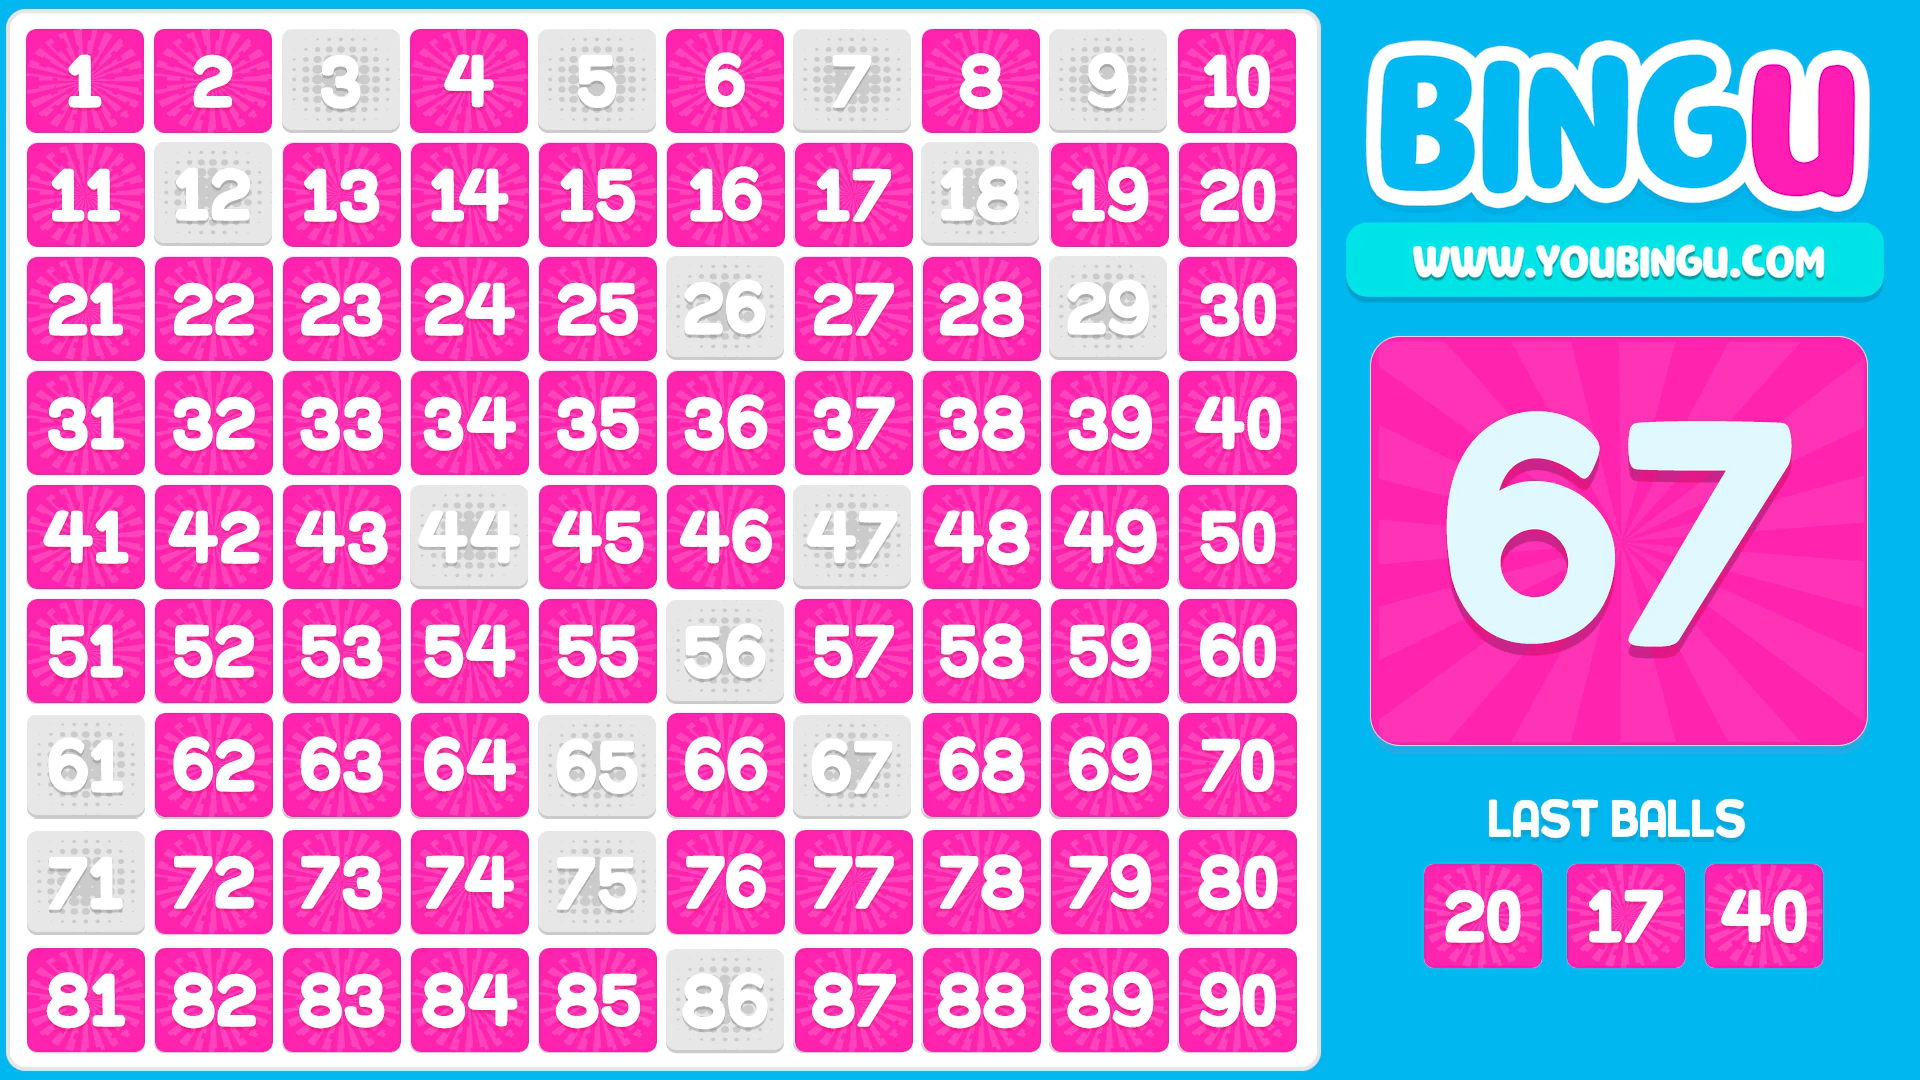 1 2 3 4 5 6 7 8 9 10
11 12 13 14 15 16 17 18 19 20
21 22 23 24 25 26 27 28 29 30
31 32 33 34 35 36 37 38 39 40
41 42 43 44 45 46 47 48 49 50
51 52 53 54 55 56 57 58 59 60
61 62 63 64 65 66 67 68 69 70
71 72 73 74 75 76 77 78 79 80
81 82 83 84 85 86 87 88 89 90
BINGU
WWW.YOUBINGU.COM
67
LAST BALLS
20 17 40